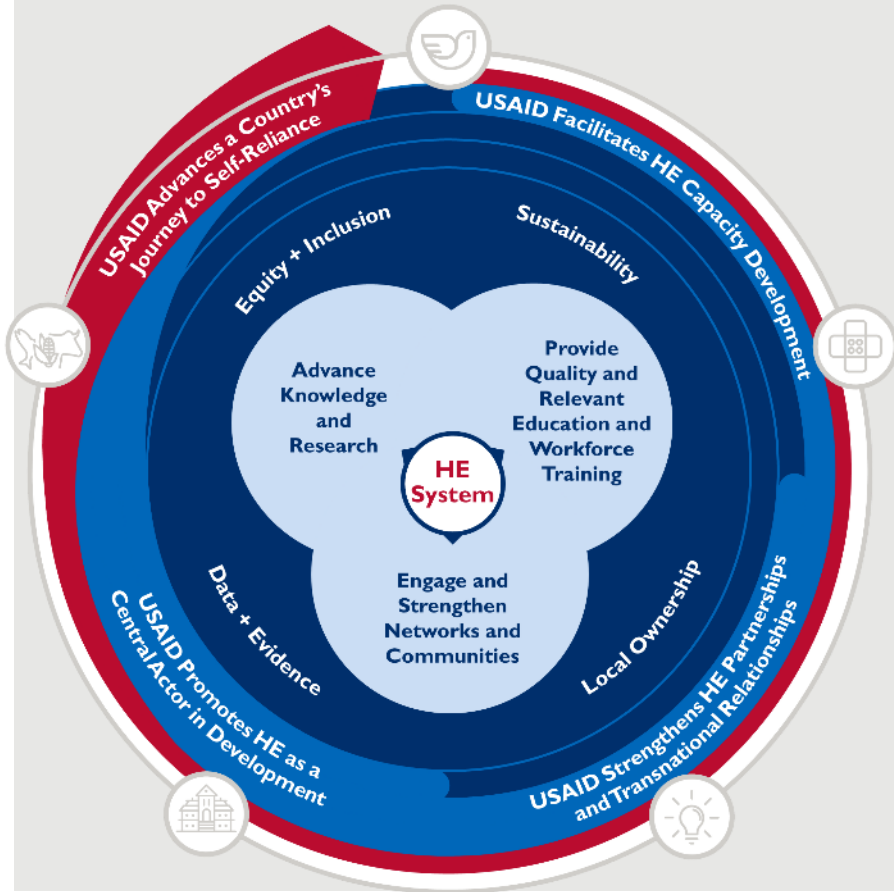 USAID Advances a Country's
Journey to Self-Reliance
USAID Facilitates HE Capacity Development
Equity + Inclusion
Sustainability
Advance
Knowledge
and
Research
Provide
Quality and
Relevant
Education and
Workforce
Training
HE
System
Engage and
Strengthen
Networks and
Communities
Data + Evidence
Local Ownership
USAID Promotes HE as a
Central Actor in Development
USAID Strengthens HE Partnerships
and Transnational Relationships